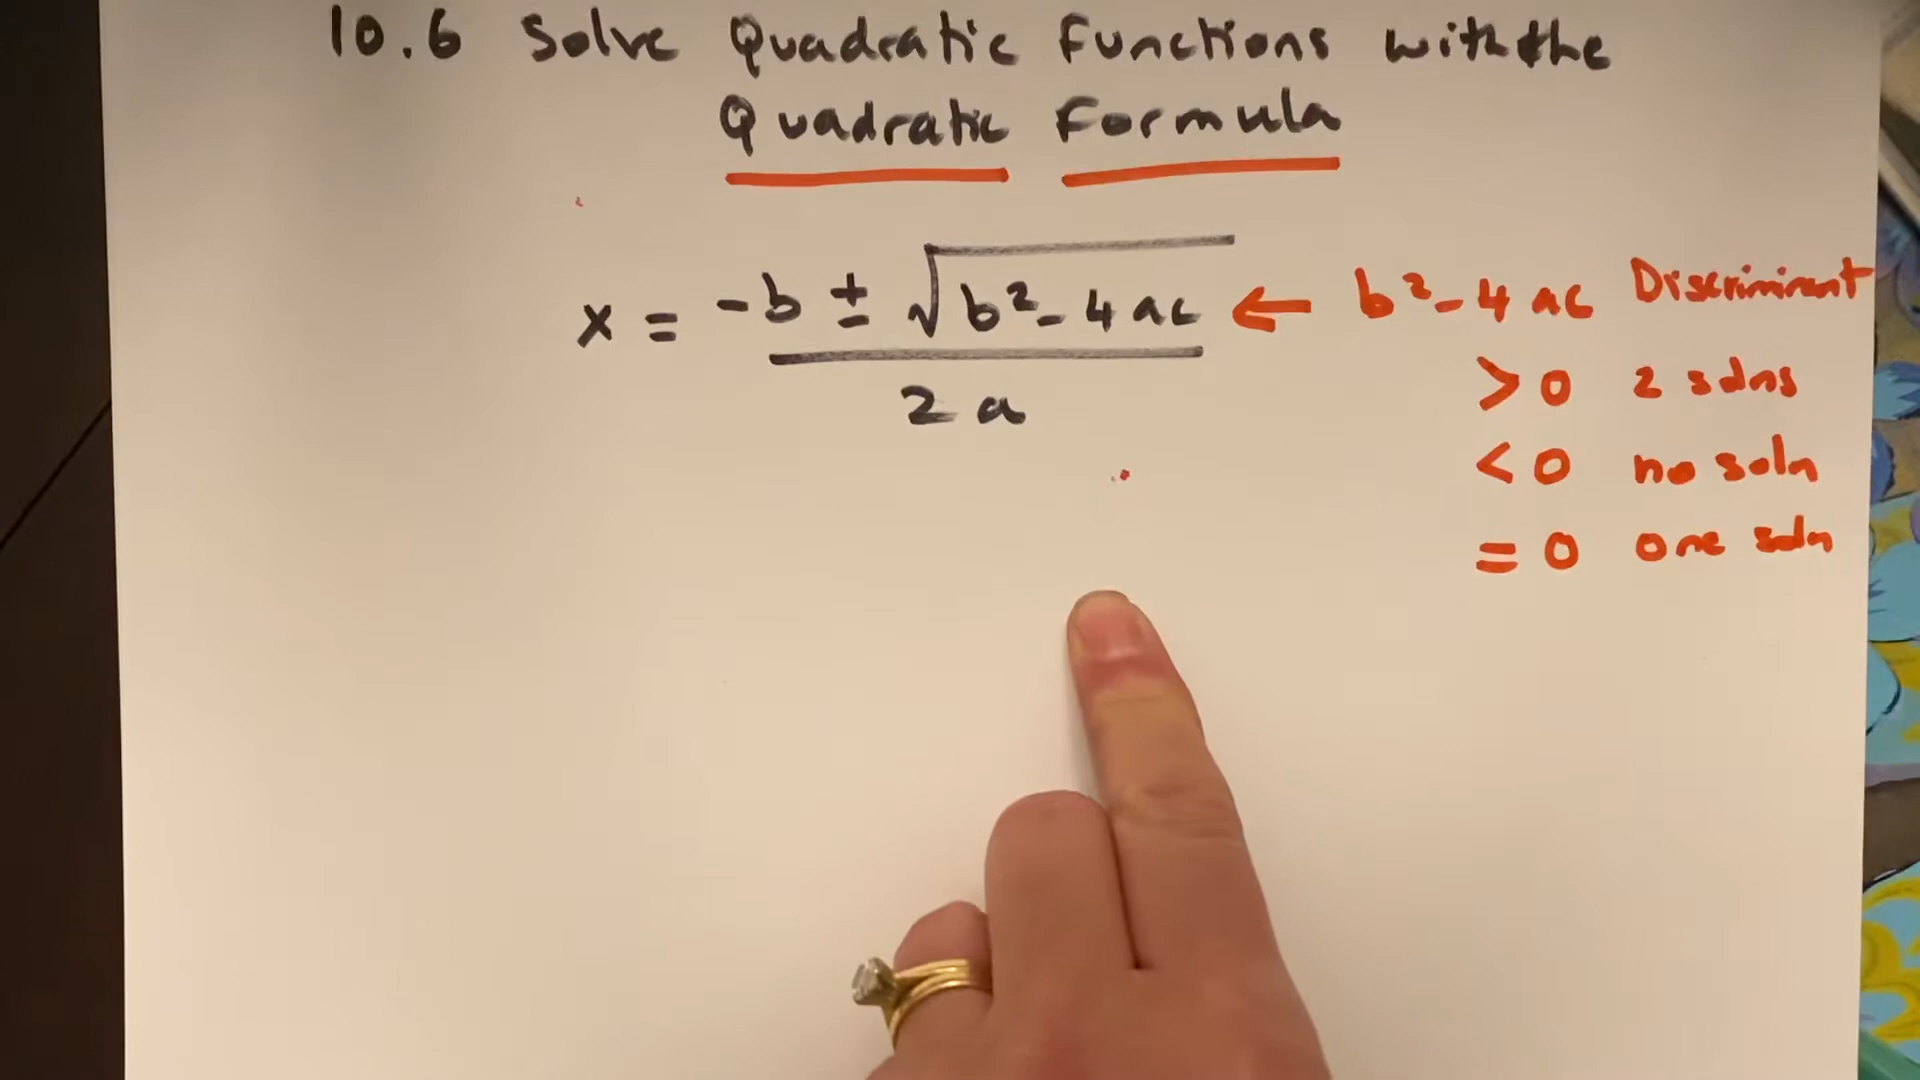 10.6 Solve Quadratic Functions with the
Quadratic Formula
x = -b ± √b²-4ac ← b²-4ac Discriminant
2a
> 0 2 solns
< 0 no soln
= 0 one soln